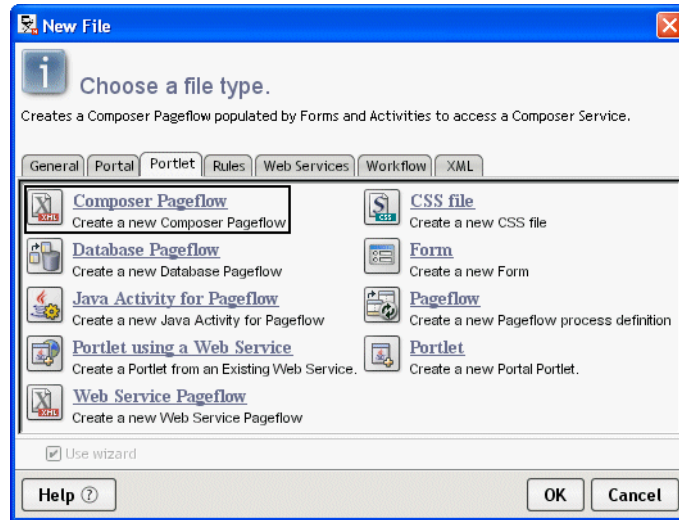 New File
Choose a file type.
Creates a Composer Pageflow populated by Forms and Activities to access a Composer Service.
General Portal Portlet Rules Web Services Workflow XML
Composer Pageflow
Create a new Composer Pageflow
CSS file
Create a new CSS file
Database Pageflow
Create a new Database Pageflow
Form
Create a new Form
Java Activity for Pageflow
Create a new Java Activity for Pageflow
Pageflow
Create a new Pageflow process definition
Portlet using a Web Service
Create a Portlet from an Existing Web Service.
Portlet
Create a new Portal Portlet.
Web Service Pageflow
Create a new Web Service Pageflow
Use wizard
Help ?
OK
Cancel